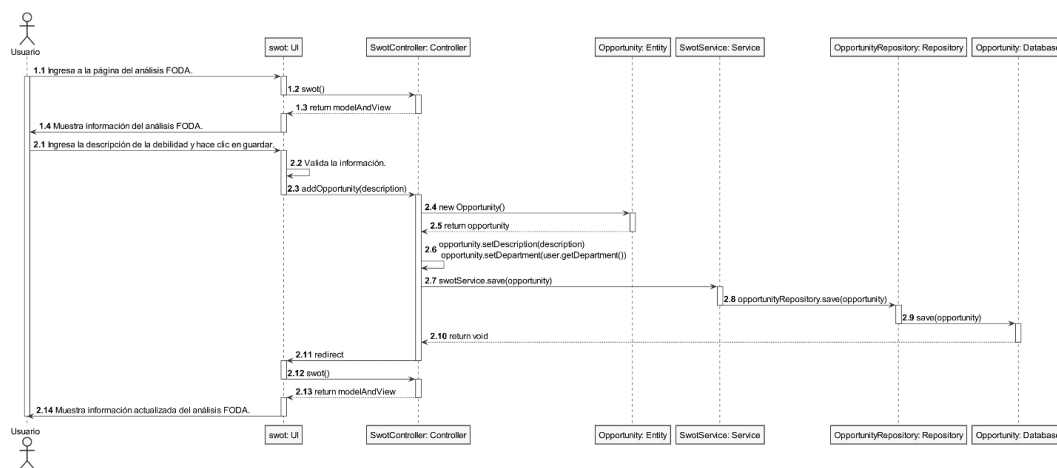 Usuario
swot: UI
SwotController: Controller
Opportunity: Entity
SwotService: Service
OpportunityRepository: Repository
Opportunity: Database
1.1 Ingresa a la página del análisis FODA.
1.2 swot()
1.3 return modelAndView
1.4 Muestra información del análisis FODA.
2.1 Ingresa la descripción de la debilidad y hace clic en guardar.
2.2 Valida la información.
2.3 addOpportunity(description)
2.4 new Opportunity()
2.5 return opportunity
2.6 opportunity.setDescription(description)
opportunity.setDepartment(user.getDepartment())
2.7 swotService.save(opportunity)
2.8 opportunityRepository.save(opportunity)
2.9 save(opportunity)
2.10 return void
2.11 redirect
2.12 swot()
2.13 return modelAndView
2.14 Muestra información actualizada del análisis FODA.
Usuario
swot: UI
SwotController: Controller
Opportunity: Entity
SwotService: Service
OpportunityRepository: Repository
Opportunity: Database